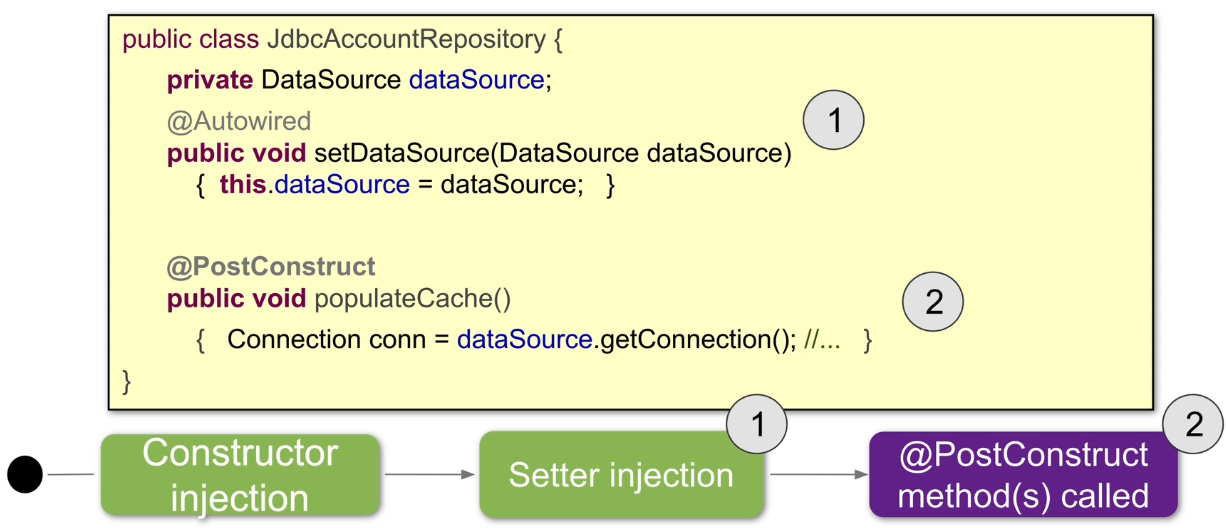 public class JdbcAccountRepository {
private DataSource dataSource;
@Autowired
1
public void setDataSource(DataSource dataSource)
{ this.dataSource = dataSource; }
@PostConstruct
public void populateCache()
2
{ Connection conn = dataSource.getConnection(); //... }
}
Constructor
injection
1
Setter injection
2
@PostConstruct
method(s) called